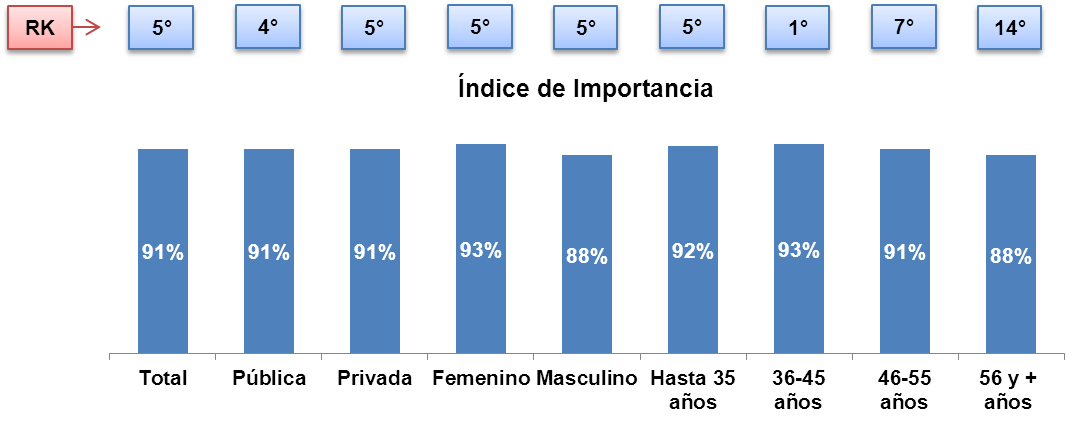 RK 5° 4° 5° 5° 5° 5° 1° 7° 14°
Índice de Importancia
91% 91% 91% 93% 88% 92% 93% 91% 88%
Total Pública Privada Femenino Masculino Hasta 35 36-45 46-55 56 y +
años años años años